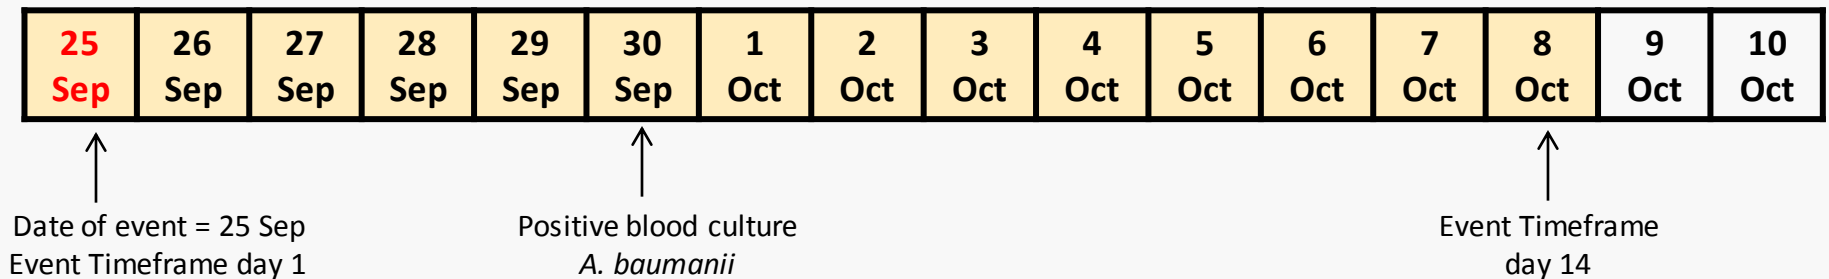 25 26 27 28 29 30 1 2 3 4 5 6 7 8 9 10
Sep Sep Sep Sep Sep Sep Oct Oct Oct Oct Oct Oct Oct Oct Oct Oct
Date of event = 25 Sep
Event Timeframe day 1
Positive blood culture
A. baumanii
Event Timeframe
day 14